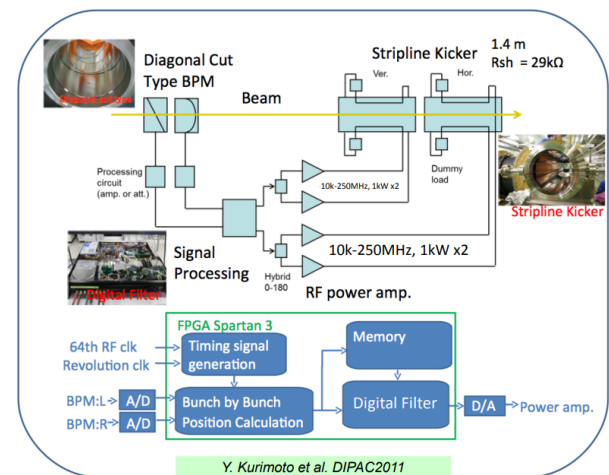 Diagonal Cut
Type BPM
Stripline Kicker
1.4 m
Rsh = 29kΩ
Ver.
Hor.
Beam
Processing
circuit
(amp. or att.)
10k-250MHz, 1kW x2
Dummy
load
Stripline Kicker
Signal
Processing
10k-250MHz, 1kW x2
Digital Filter
Hybrid
0-180
RF power amp.
FPGA Spartan 3
64th RF clk
Revolution clk
Timing signal
generation
Memory
BPM:L
A/D
Bunch by Bunch
Position Calculation
Digital Filter
D/A
Power amp.
BPM:R
A/D
Y. Kurimoto et al. DIPAC2011